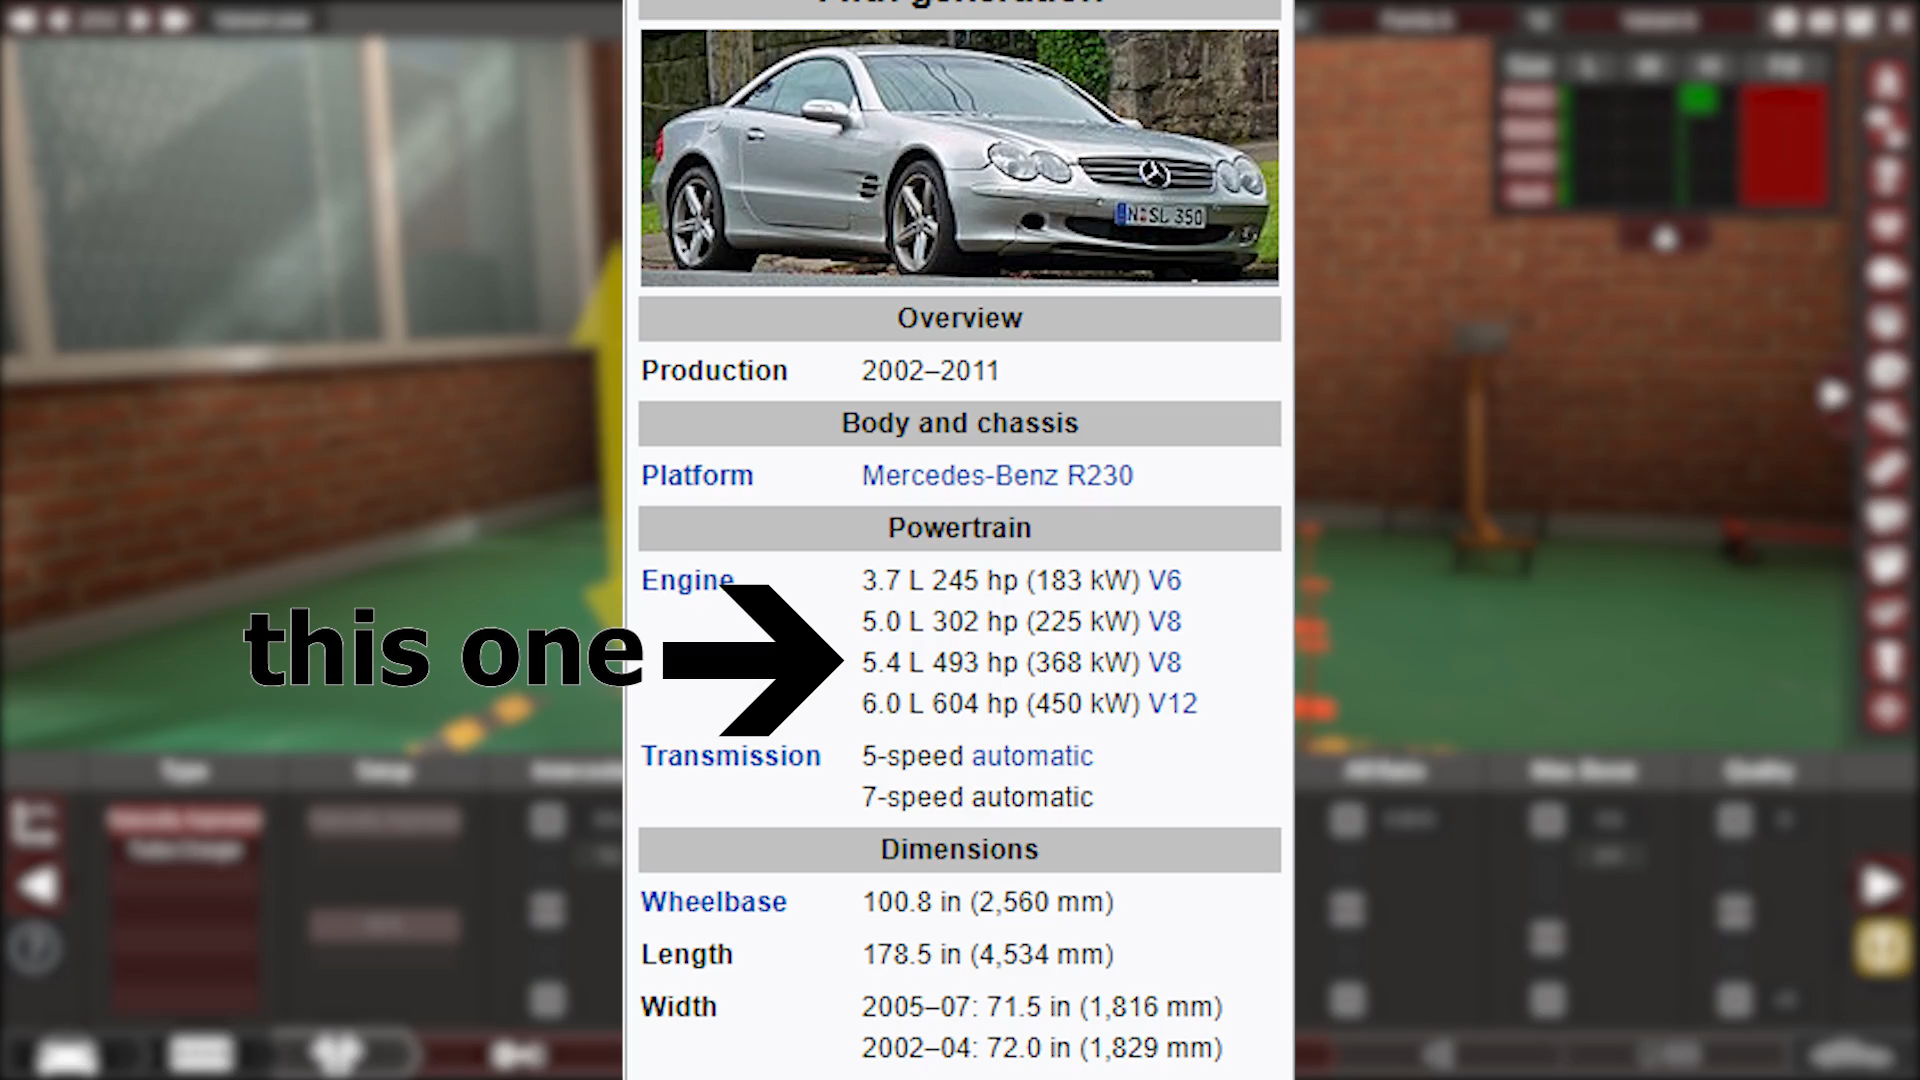 N SL 350
Overview
Production 2002–2011
Body and chassis
Platform Mercedes-Benz R230
Powertrain
Engine 3.7 L 245 hp (183 kW) V6
5.0 L 302 hp (225 kW) V8
this one
5.4 L 493 hp (368 kW) V8
6.0 L 604 hp (450 kW) V12
Transmission 5-speed automatic
7-speed automatic
Dimensions
Wheelbase 100.8 in (2,560 mm)
Length 178.5 in (4,534 mm)
Width 2005–07: 71.5 in (1,816 mm)
2002–04: 72.0 in (1,829 mm)